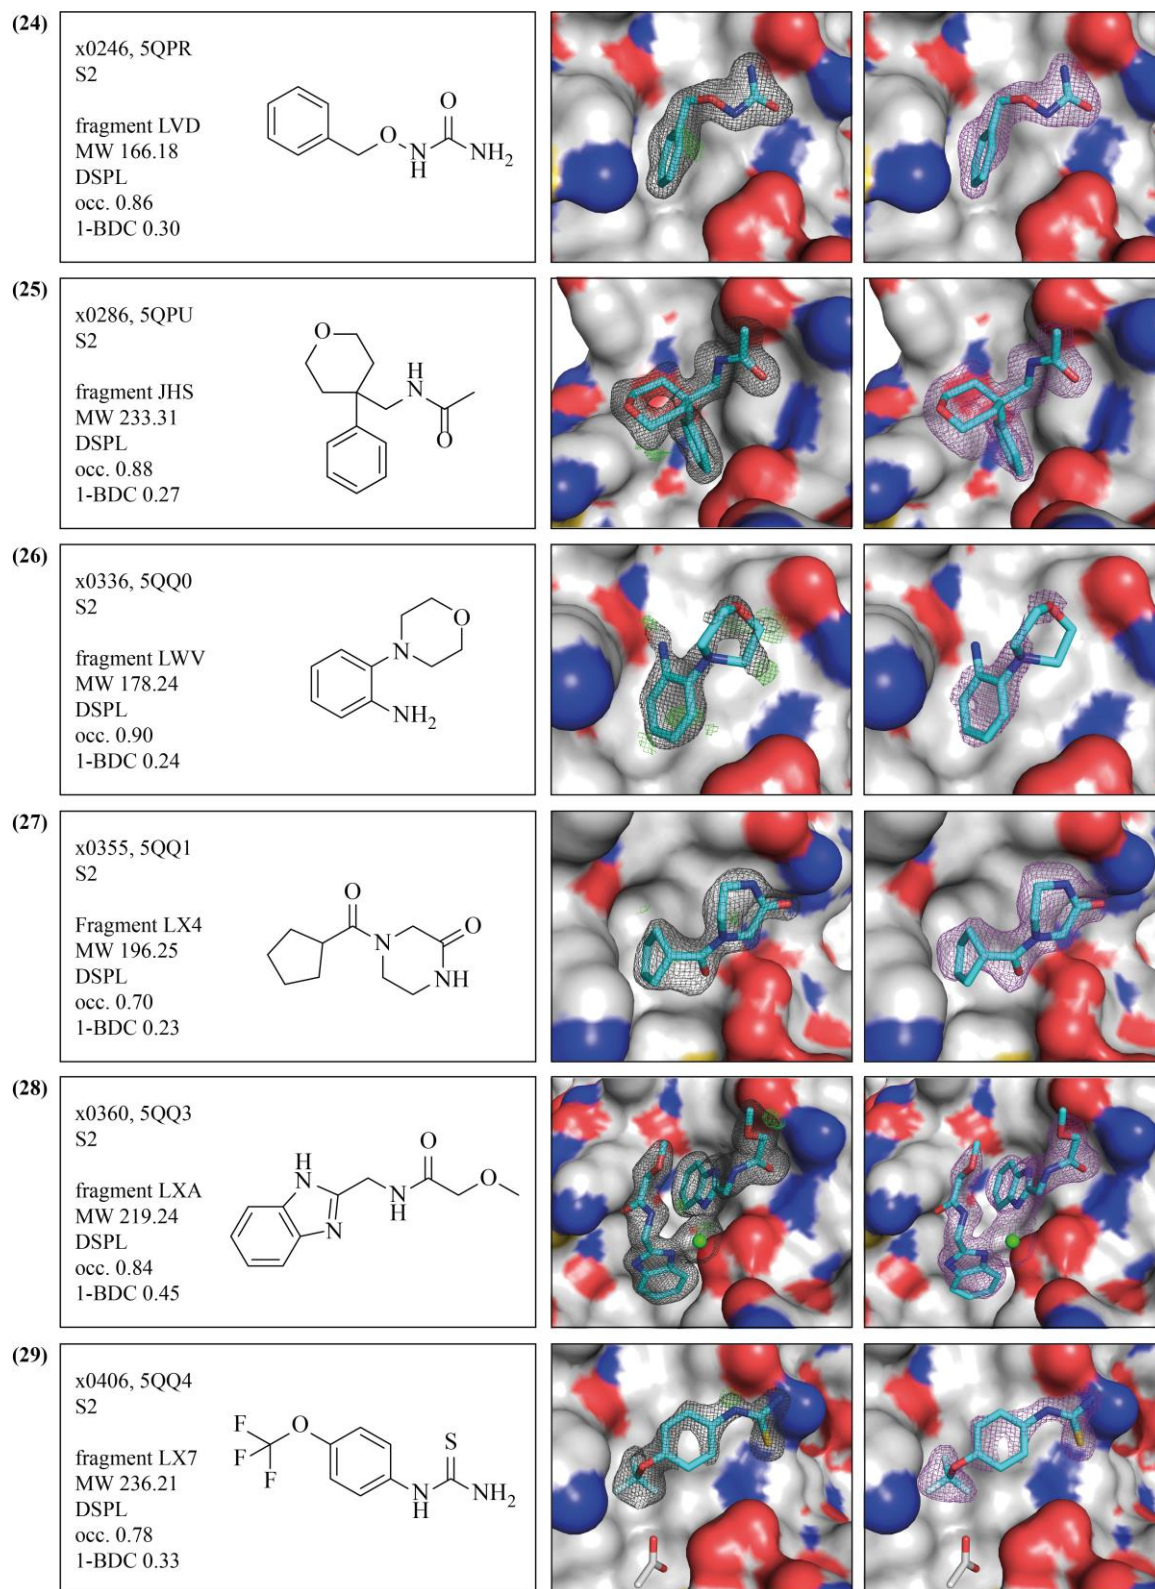 (24)
x0246, 5QPR
S2
fragment LVD
MW 166.18
DSPL
occ. 0.86
1-BDC 0.30
O
O
N
H
NH2
(25)
x0286, 5QPU
S2
fragment JHS
MW 233.31
DSPL
occ. 0.88
1-BDC 0.27
O
H
N
O
(26)
x0336, 5QQ0
S2
fragment LWV
MW 178.24
DSPL
occ. 0.90
1-BDC 0.24
O
N
NH2
(27)
x0355, 5QQ1
S2
Fragment LX4
MW 196.25
DSPL
occ. 0.70
1-BDC 0.23
O
N
O
NH
(28)
x0360, 5QQ3
S2
fragment LXA
MW 219.24
DSPL
occ. 0.84
1-BDC 0.45
H
N
N
N
H
O
O
(29)
x0406, 5QQ4
S2
fragment LX7
MW 236.21
DSPL
occ. 0.78
1-BDC 0.33
F
O
F
F
S
N
H
NH2